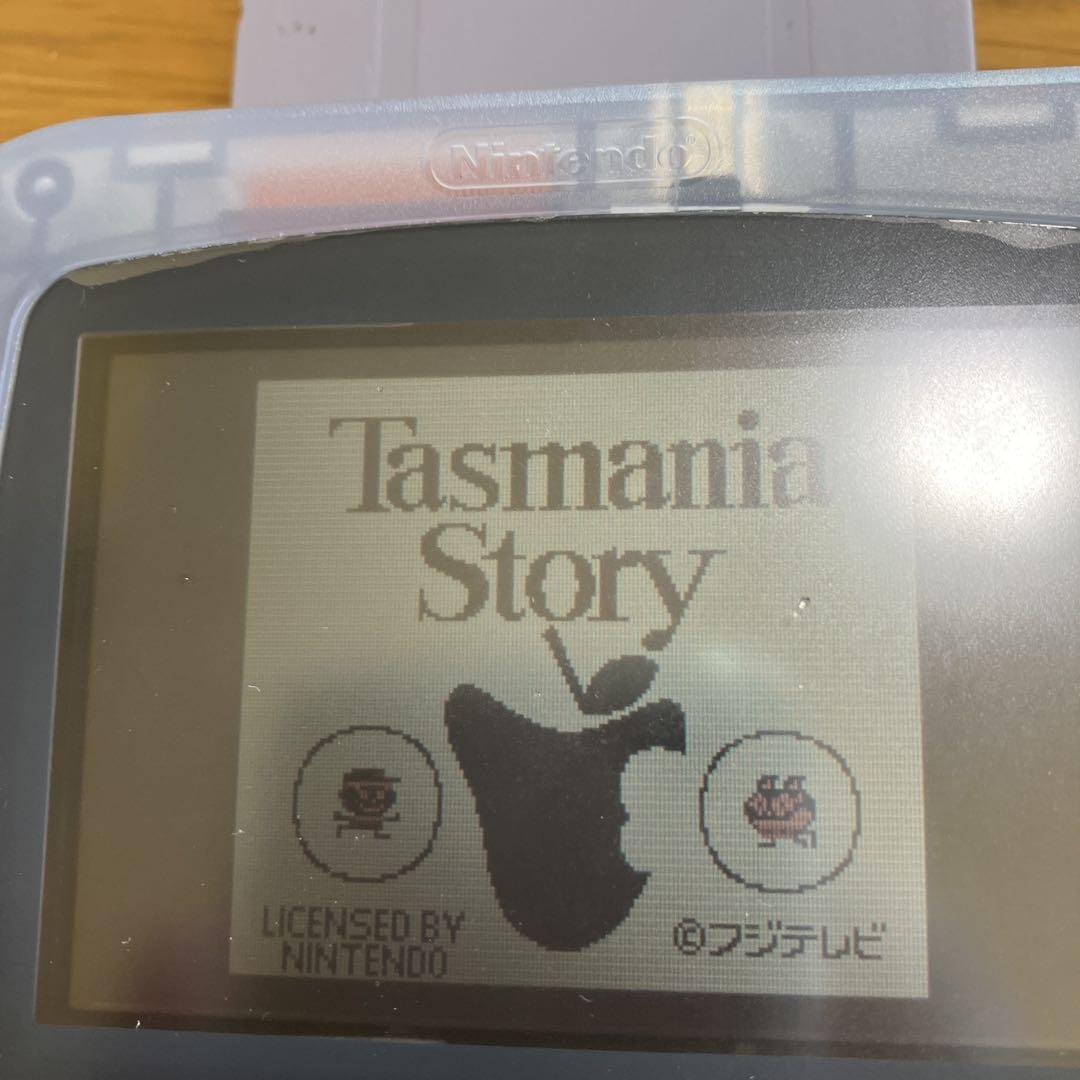 Nintendo®
Tasmania
Story
LICENSED BY
NINTENDO
©フジテレビ